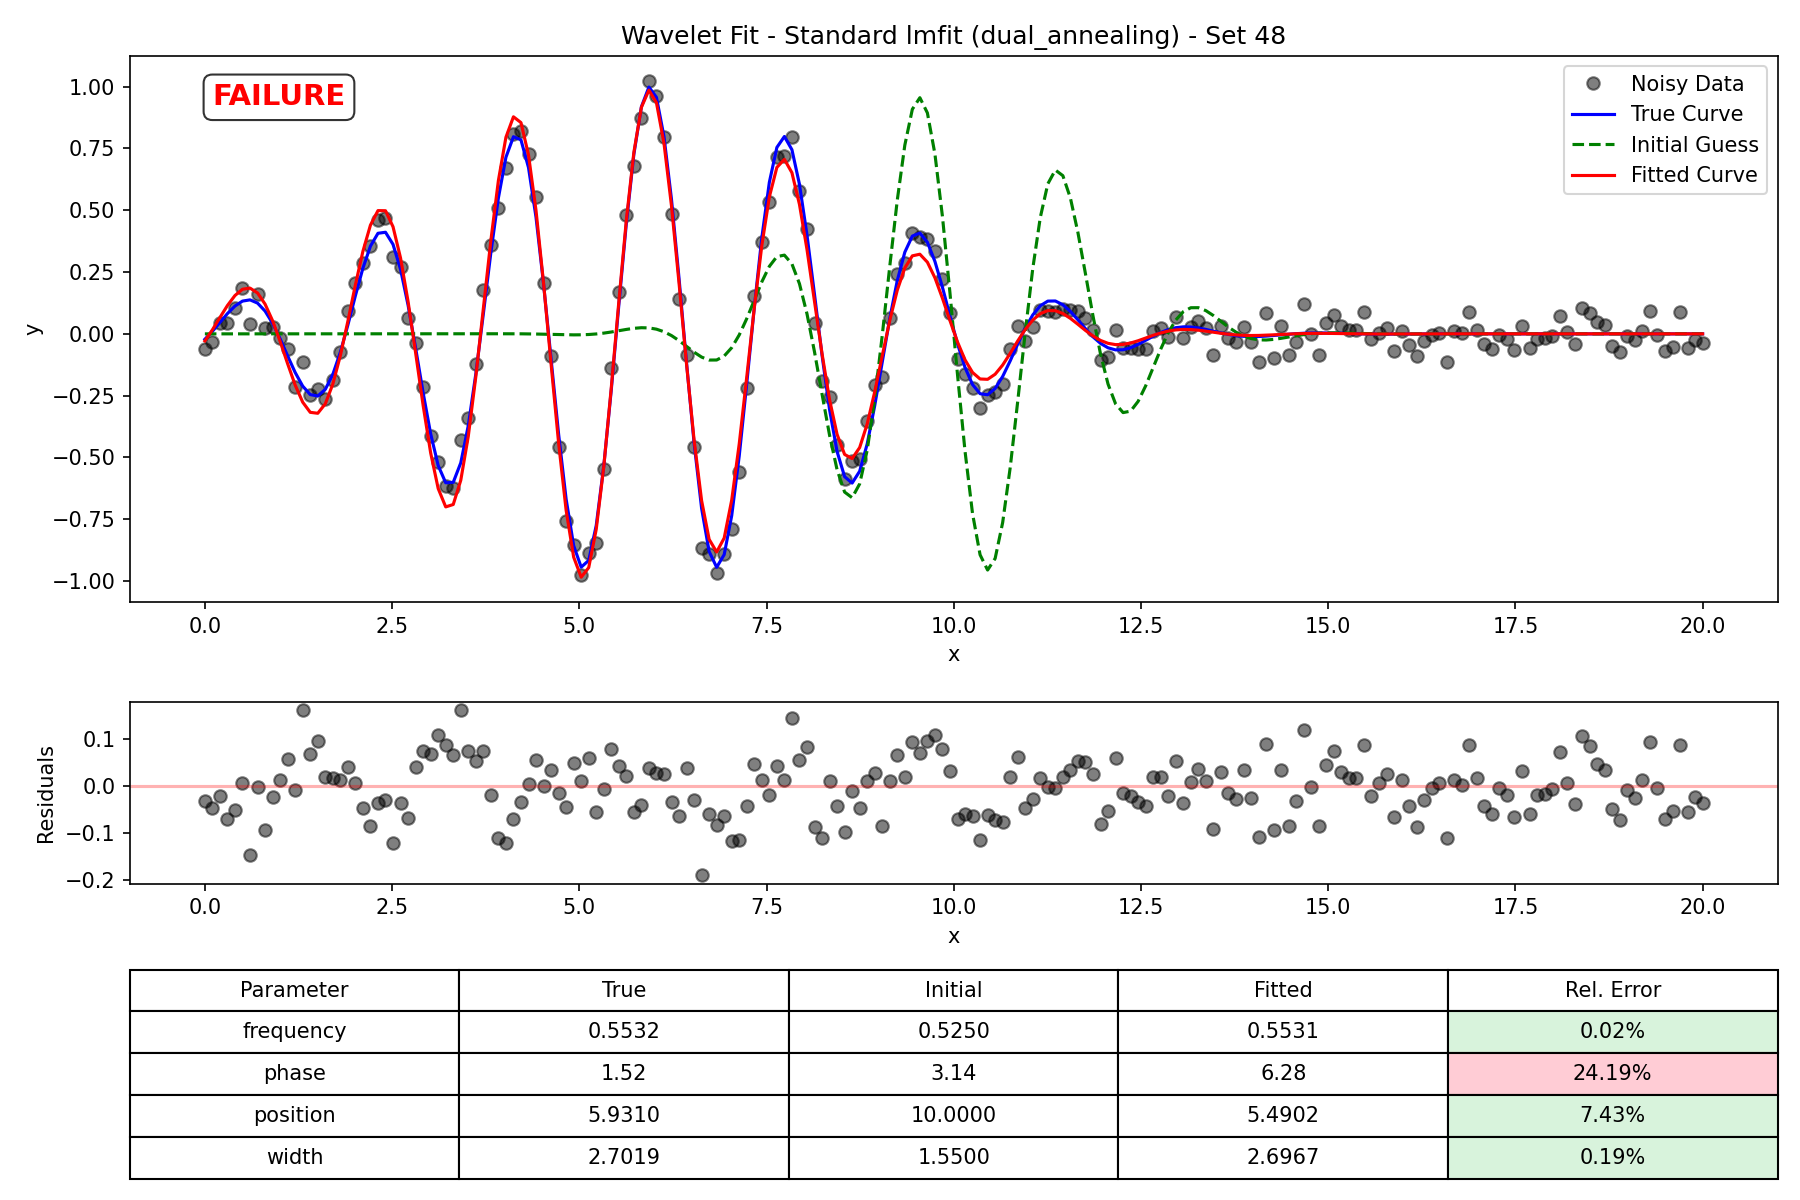 Wavelet Fit - Standard lmfit (dual_annealing) - Set 48
FAILURE
Noisy Data
True Curve
Initial Guess
Fitted Curve
1.00
0.75
0.50
0.25
0.00
−0.25
−0.50
−0.75
−1.00
y
0.0 2.5 5.0 7.5 10.0 12.5 15.0 17.5 20.0
x
0.1
0.0
−0.1
−0.2
Residuals
0.0 2.5 5.0 7.5 10.0 12.5 15.0 17.5 20.0
x
Parameter True Initial Fitted Rel. Error
frequency 0.5532 0.5250 0.5531 0.02%
phase 1.52 3.14 6.28 24.19%
position 5.9310 10.0000 5.4902 7.43%
width 2.7019 1.5500 2.6967 0.19%